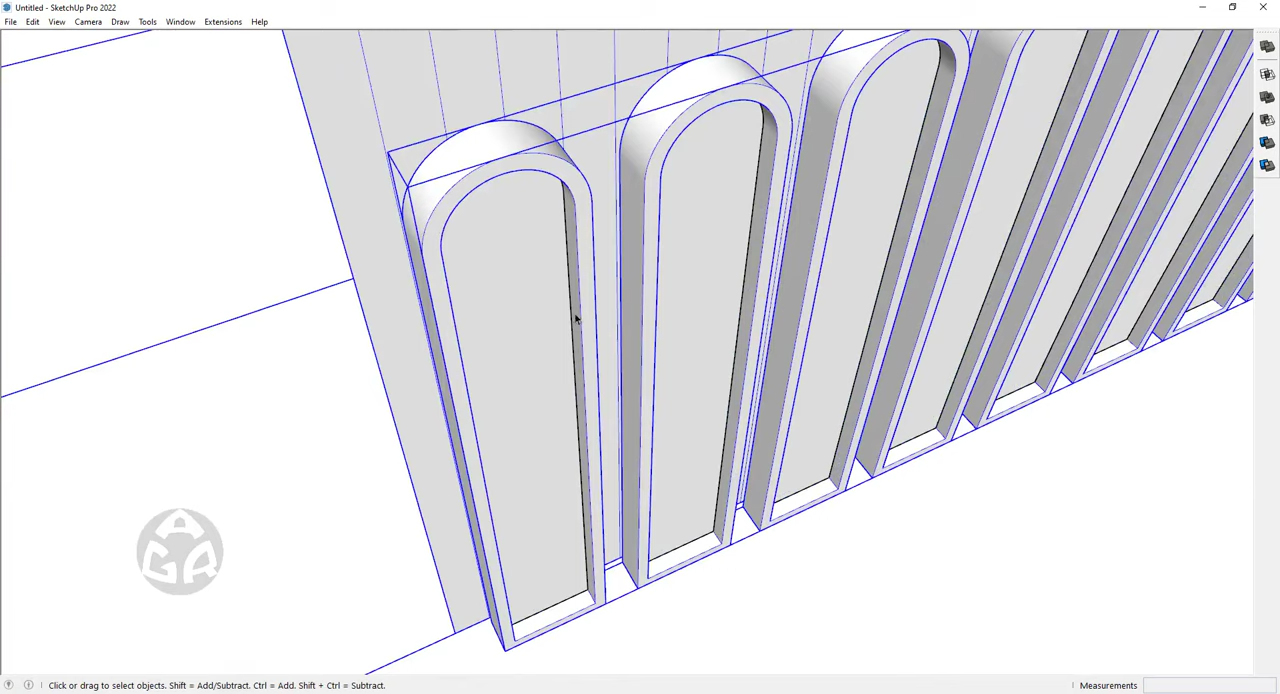 Untitled - SketchUp Pro 2022
File Edit View Camera Draw Tools Window Extensions Help
Click or drag to select objects. Shift = Add/Subtract. Ctrl = Add. Shift + Ctrl = Subtract.
Measurements